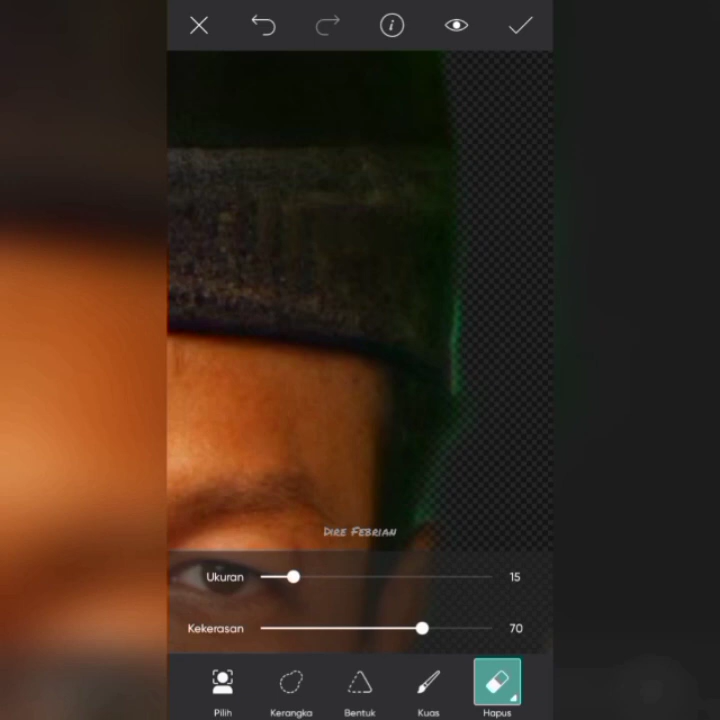 DIRE FEBRIAN
Ukuran 15
Kekerasan 70
Pilih Kerangka Bentuk Kuas Hapus